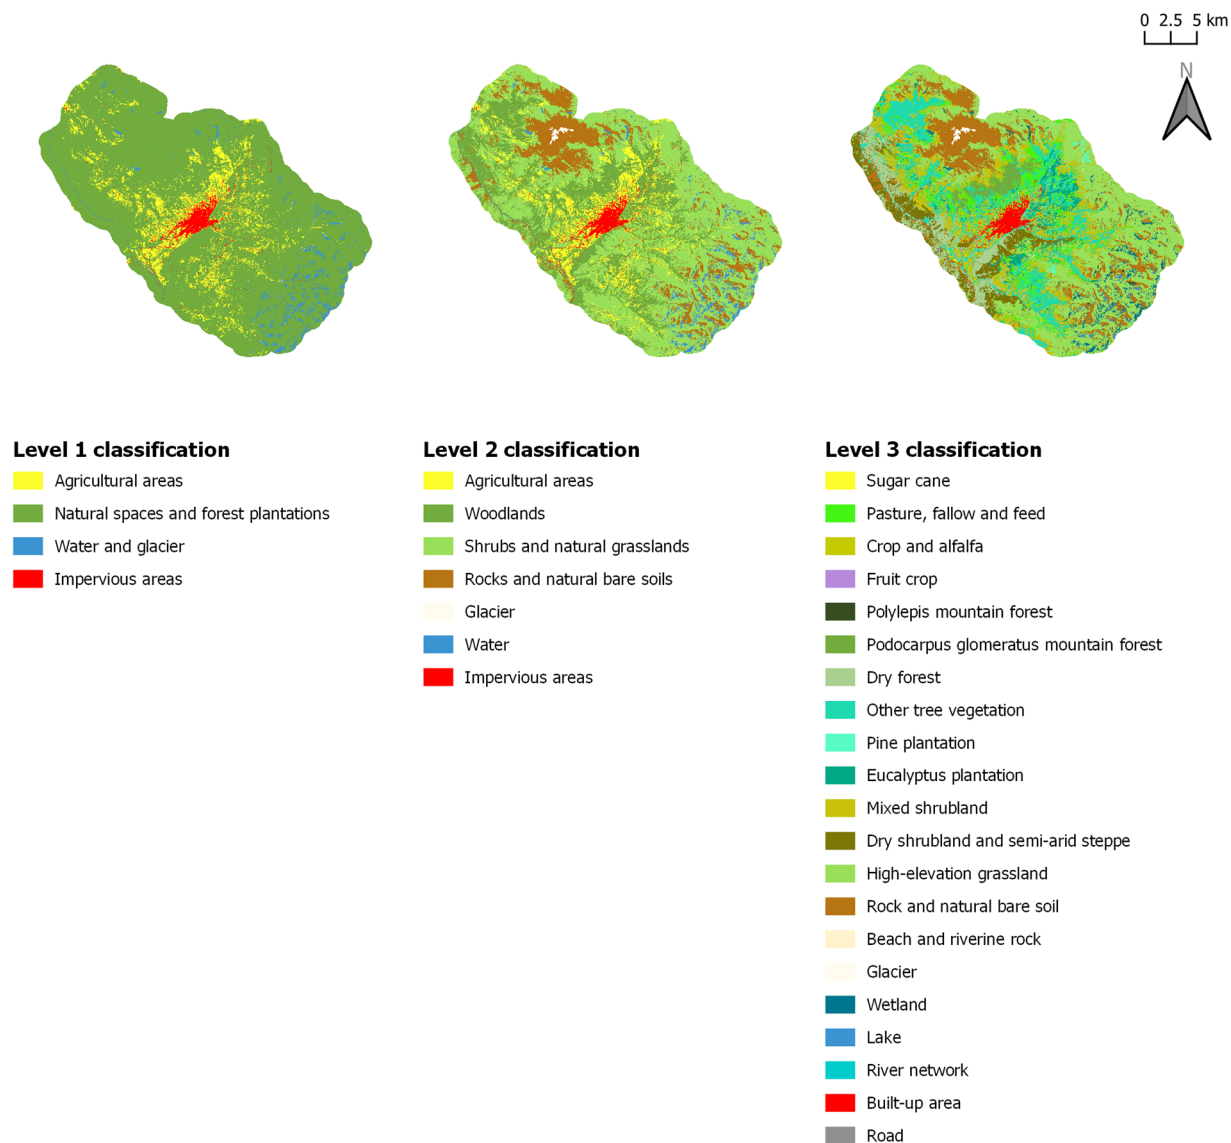 0 2.5 5 km
N
Level 1 classification
Agricultural areas
Natural spaces and forest plantations
Water and glacier
Impervious areas
Level 2 classification
Agricultural areas
Woodlands
Shrubs and natural grasslands
Rocks and natural bare soils
Glacier
Water
Impervious areas
Level 3 classification
Sugar cane
Pasture, fallow and feed
Crop and alfalfa
Fruit crop
Polylepis mountain forest
Podocarpus glomeratus mountain forest
Dry forest
Other tree vegetation
Pine plantation
Eucalyptus plantation
Mixed shrubland
Dry shrubland and semi-arid steppe
High-elevation grassland
Rock and natural bare soil
Beach and riverine rock
Glacier
Wetland
Lake
River network
Built-up area
Road